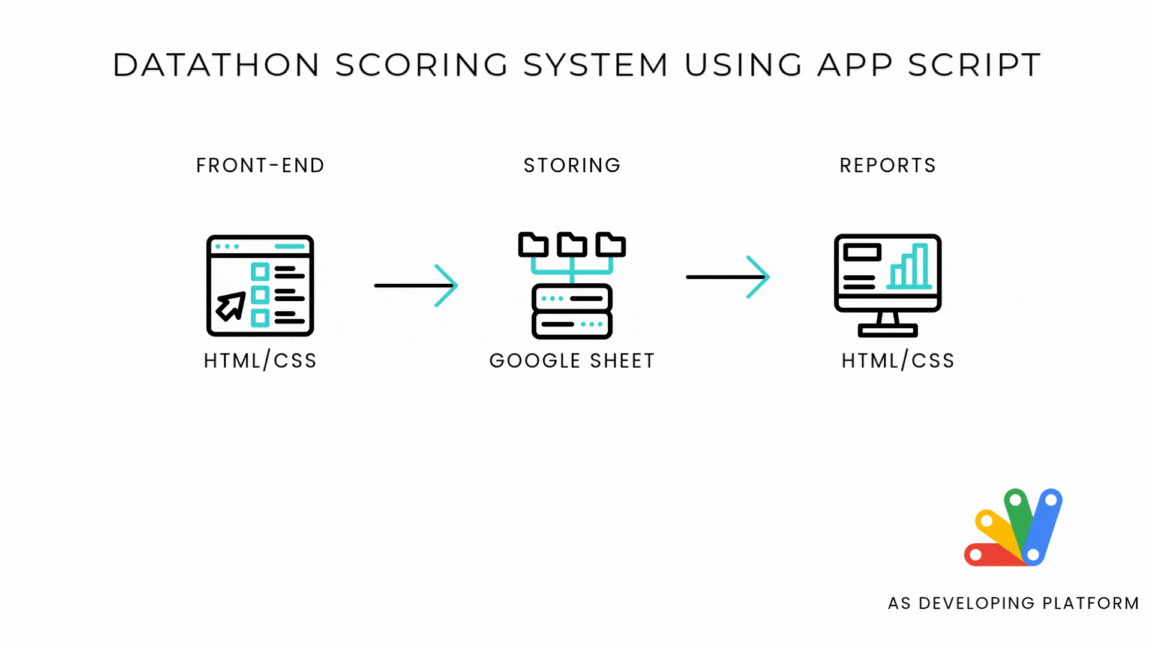 DATATHON SCORING SYSTEM USING APP SCRIPT
FRONT-END
STORING
REPORTS
HTML/CSS
GOOGLE SHEET
HTML/CSS
AS DEVELOPING PLATFORM